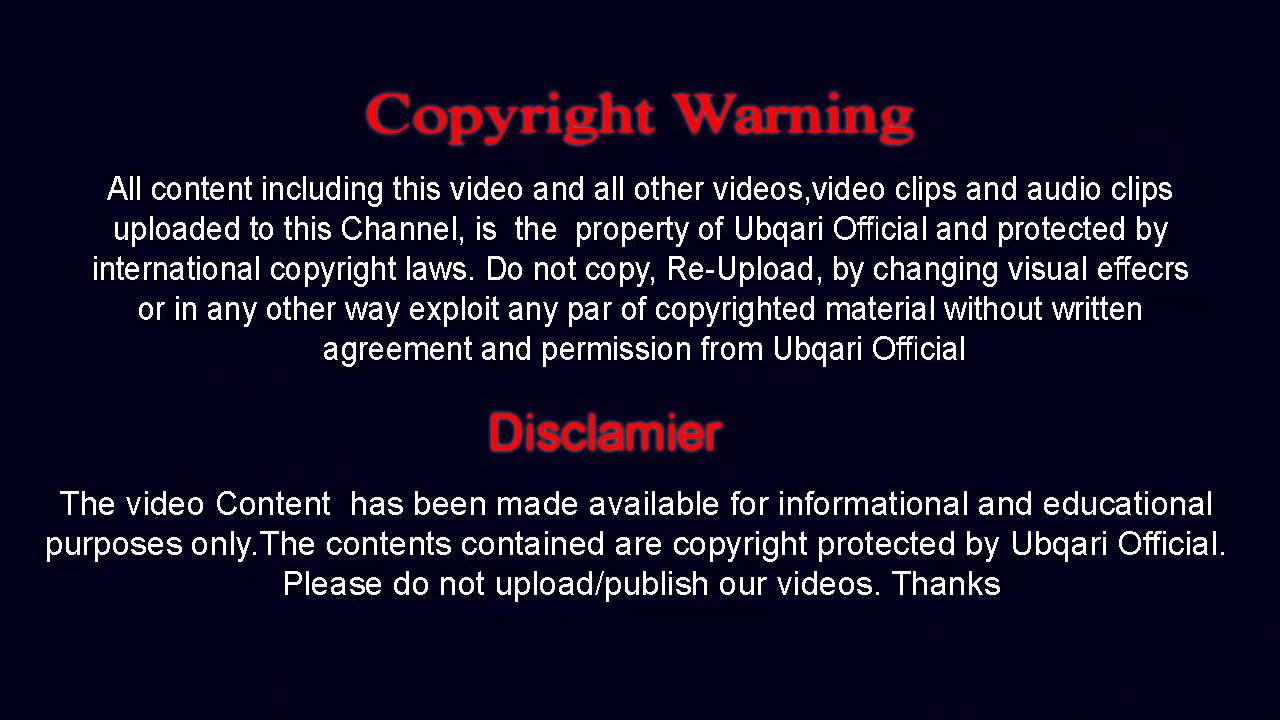 Copyright Warning
All content including this video and all other videos,video clips and audio clips
uploaded to this Channel, is  the  property of Ubqari Official and protected by
international copyright laws. Do not copy, Re-Upload, by changing visual effecrs
or in any other way exploit any par of copyrighted material without written
agreement and permission from Ubqari Official
Disclamier
The video Content  has been made available for informational and educational
purposes only.The contents contained are copyright protected by Ubqari Official.
Please do not upload/publish our videos. Thanks